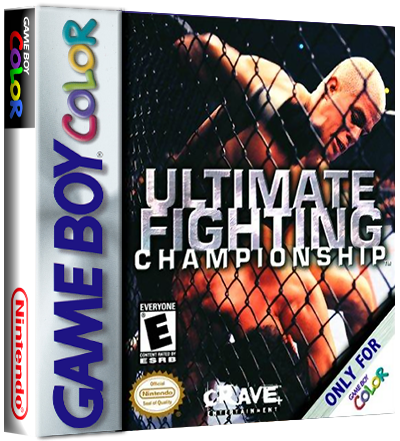 GAME BOY
COLOR
Nintendo
GAME BOY COLOR
ULTIMATE
FIGHTING
CHAMPIONSHIP™
EVERYONE
E
CONTENT RATED BY
ESRB
Official
Nintendo
Seal of Quality
CRAVE
ENTERTAINMENT
ONLY FOR
GAME BOY
COLOR